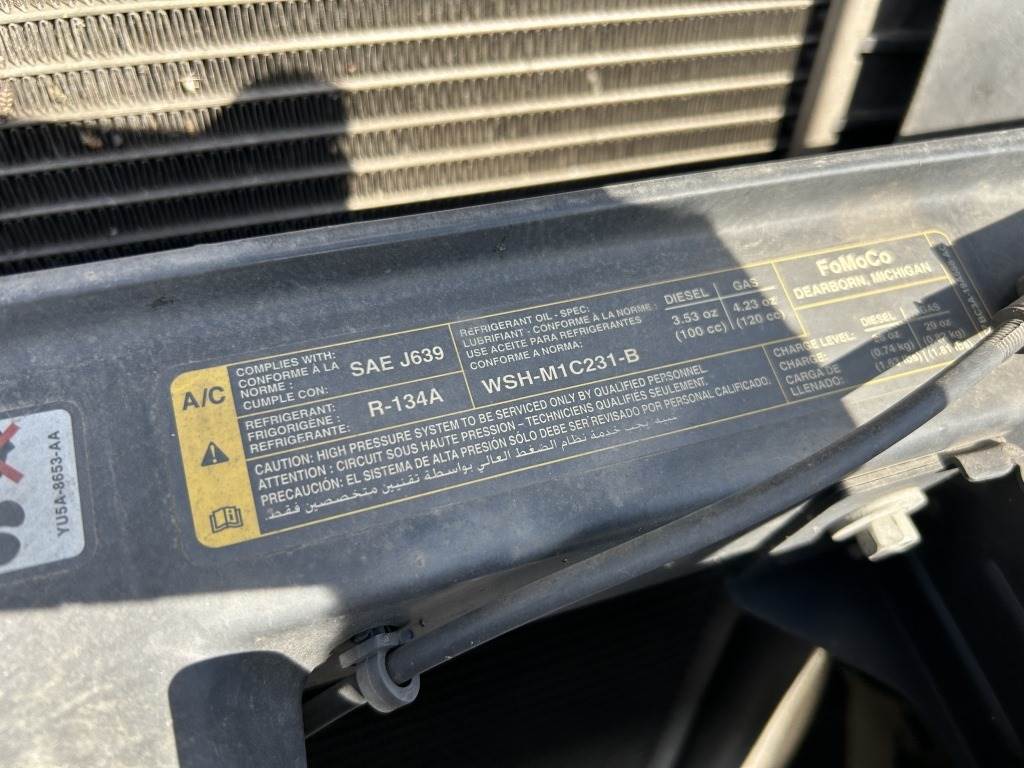 A/C
COMPLIES WITH:
CONFORME À LA
NORME :
CUMPLE CON:
SAE J639
REFRIGERANT:
FRIGORIGÈNE :
REFRIGERANTE:
R-134A
REFRIGERANT OIL - SPEC:
LUBRIFIANT - CONFORME À LA NORME :
USE ACEITE PARA REFRIGERANTES
CONFORME A NORMA:
WSH-M1C231-B
DIESEL GAS
3.53 oz 4.23 oz
(100 cc) (120 cc)
FoMoCo
DEARBORN, MICHIGAN
CHARGE LEVEL:
CHARGE:
CARGA DE
LLENADO:
DIESEL GAS
oz 29 oz
(0.74 kg)
CAUTION: HIGH PRESSURE SYSTEM TO BE SERVICED ONLY BY QUALIFIED PERSONNEL.
ATTENTION : CIRCUIT SOUS HAUTE PRESSION - TECHNICIENS QUALIFIÉS SEULEMENT.
PRECAUCIÓN: EL SISTEMA DE ALTA PRESIÓN SÓLO DEBE SER REVISADO POR PERSONAL CALIFICADO.
يجب خدمة نظام الضغط العالي بواسطة تقنيين متخصصين فقط.
YU5A-8653-AA